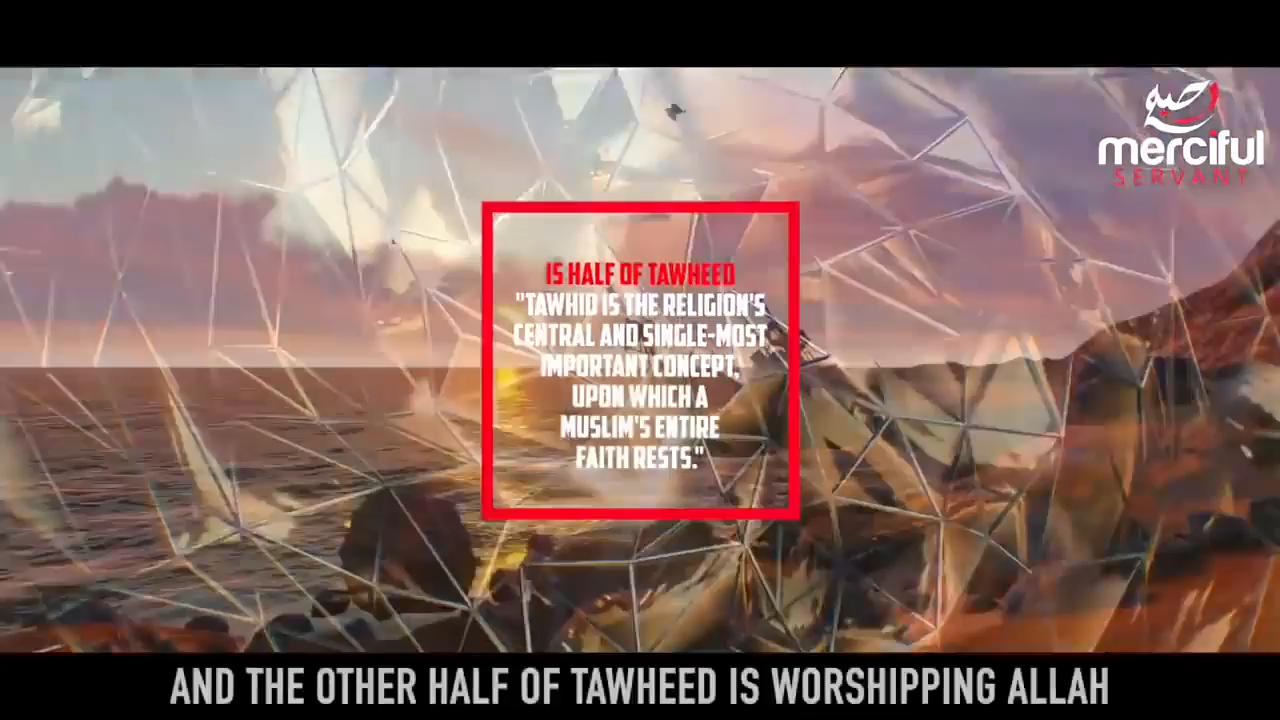 merciful
SERVANT
IS HALF OF TAWHEED
"TAWHID IS THE RELIGION'S
CENTRAL AND SINGLE-MOST
IMPORTANT CONCEPT,
UPON WHICH A
MUSLIM'S ENTIRE
FAITH RESTS."
AND THE OTHER HALF OF TAWHEED IS WORSHIPPING ALLAH